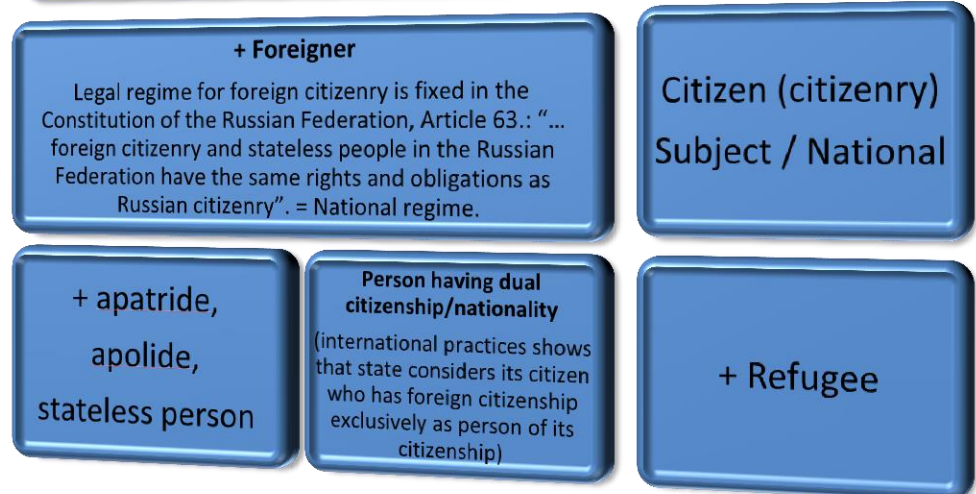 + Foreigner
Legal regime for foreign citizenry is fixed in the
Constitution of the Russian Federation, Article 63.: “…
foreign citizenry and stateless people in the Russian
Federation have the same rights and obligations as
Russian citizenry”. = National regime.
Citizen (citizenry)
Subject / National
+ apatride,
apolide,
stateless person
Person having dual
citizenship/nationality
(international practices shows
that state considers its citizen
who has foreign citizenship
exclusively as person of its
citizenship)
+ Refugee